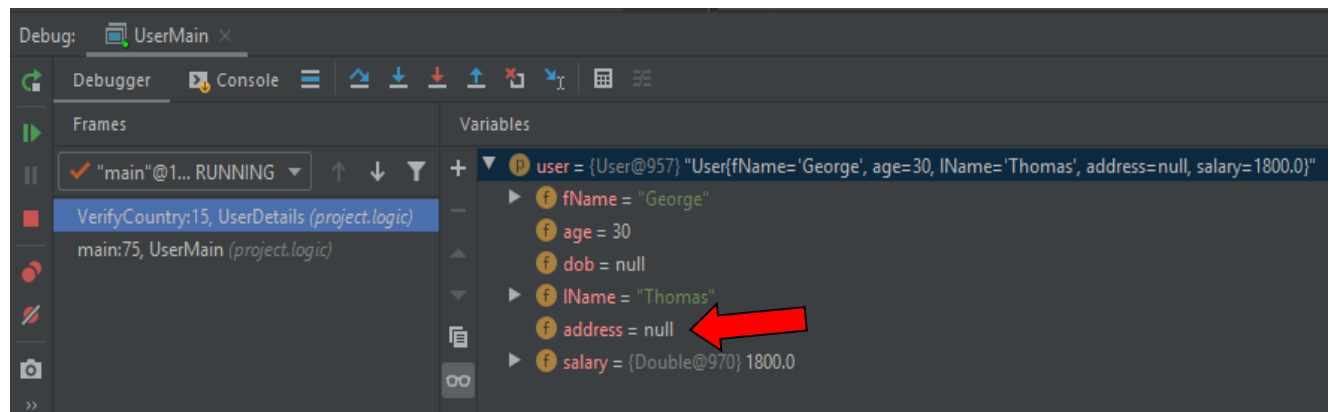 Debug: UserMain
Debugger Console
Frames
Variables
"main"@1... RUNNING
VerifyCountry:15, UserDetails (project.logic)
main:75, UserMain (project.logic)
user = {User@957} "User{fName='George', age=30, lName='Thomas', address=null, salary=1800.0}"
fName = "George"
age = 30
dob = null
lName = "Thomas"
address = null
salary = {Double@970} 1800.0